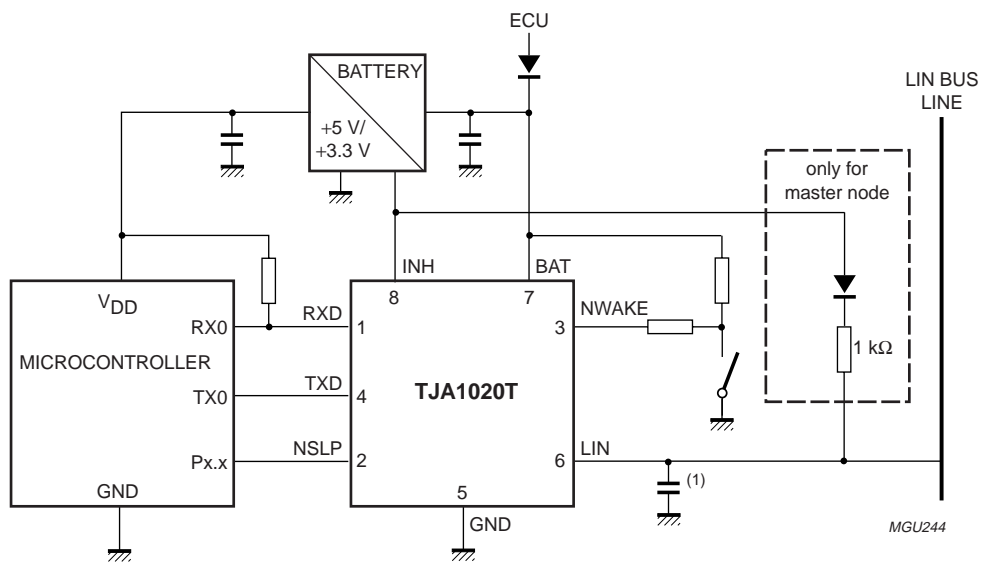 ECU
BATTERY
+5 V/
+3.3 V
LIN BUS
LINE
only for
master node
INH
BAT
8
7
VDD
RX0
RXD
1
3
NWAKE
1 kΩ
MICROCONTROLLER
TX0
TXD
4
TJA1020T
Px.x
NSLP
2
6
LIN
(1)
GND
5
GND
MGU244